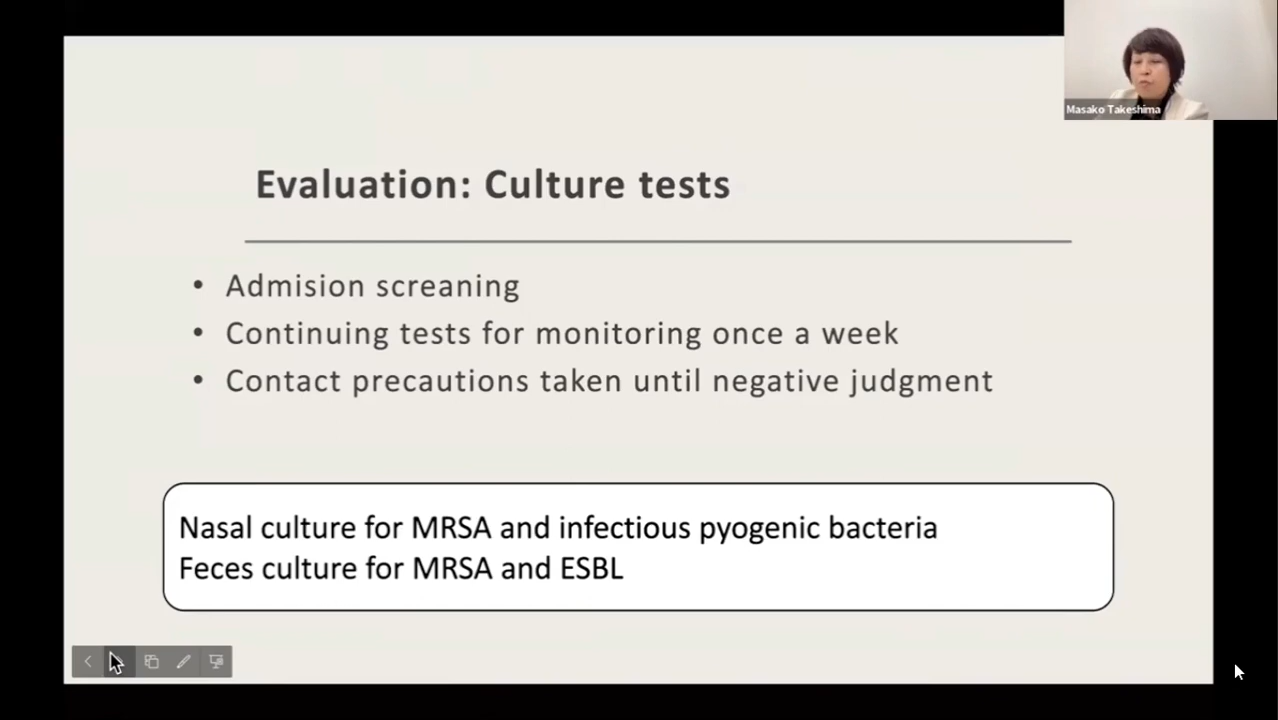 Masako Takeshima
Evaluation: Culture tests
• Admision screaning
• Continuing tests for monitoring once a week
• Contact precautions taken until negative judgment
Nasal culture for MRSA and infectious pyogenic bacteria
Feces culture for MRSA and ESBL